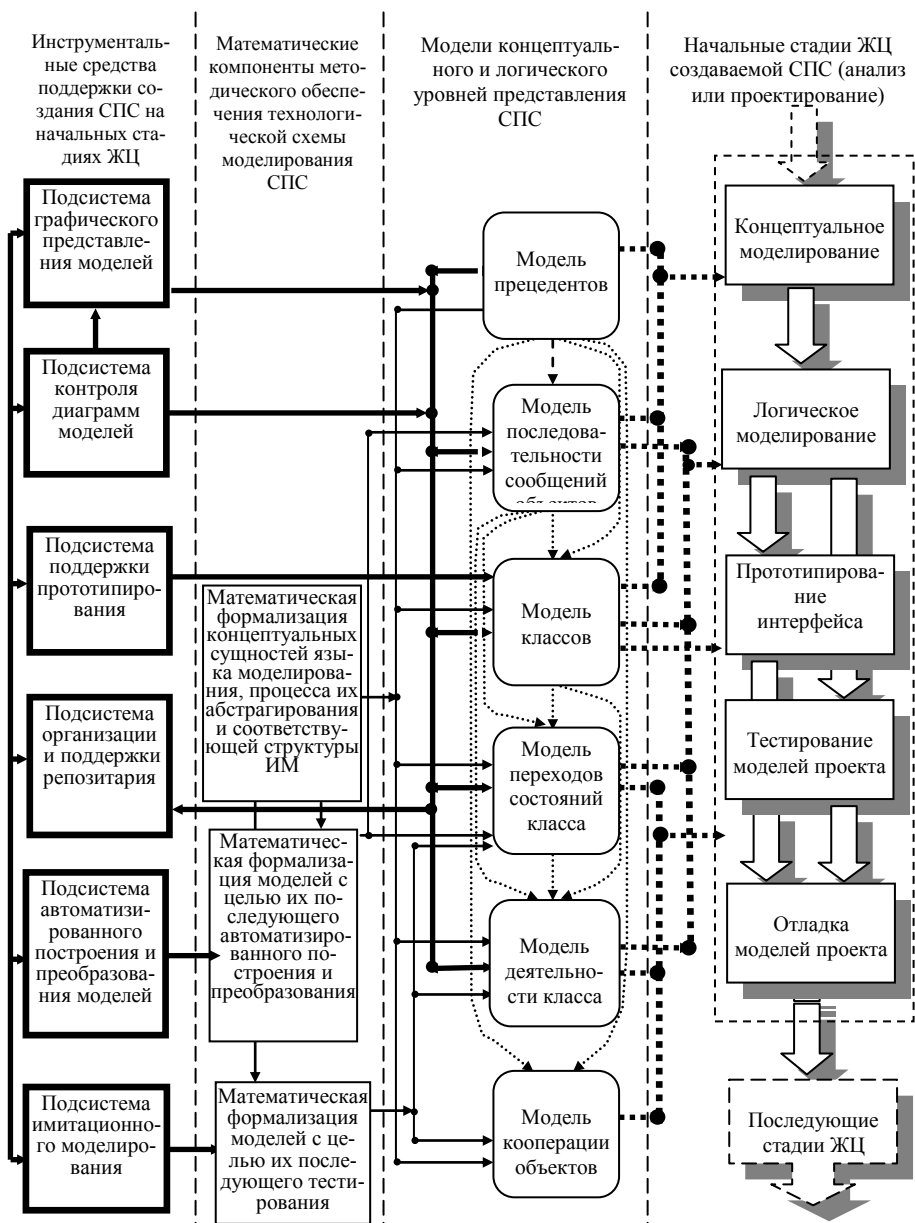 Инструменталь-
ные средства
поддержки со-
здания СПС на
начальных ста-
диях ЖЦ
Математические
компоненты мето-
дического обеспе-
чения технологи-
ческой схемы
моделирования
СПС
Модели концептуаль-
ного и логического
уровней представления
СПС
Начальные стадии ЖЦ
создаваемой СПС (анализ
или проектирование)
Подсистема
графического
представле-
ния моделей
Подсистема
контроля
диаграмм
моделей
Подсистема
поддержки
прототипиро-
вания
Подсистема
организации
и поддержки
репозитария
Подсистема
автоматизи-
рованного
построения и
преобразова-
ния моделей
Подсистема
имитационно-
го моделиро-
вания
Математическая
формализация
концептуальных
сущностей язы-
ка моделирова-
ния, процесса их
абстрагирования
и соответству-
ющей структуры
ИМ
Математичес-
кая формализа-
ция моделей с
целью их по-
следующего
автоматизиро-
ванного по-
строения и
преобразования
Математическая
формализация
моделей с це-
лью их после-
дующего тести-
рования
Модель
прецедентов
Модель
последова-
тельности
сообщений
объектов
Модель
классов
Модель
переходов
состояний
класса
Модель
деятельно-
сти класса
Модель
кооперации
объектов
Концептуальное
моделирование
Логическое
моделирование
Прототипирова-
ние
интерфейса
Тестирование
моделей проекта
Отладка
моделей проекта
Последующие
стадии ЖЦ